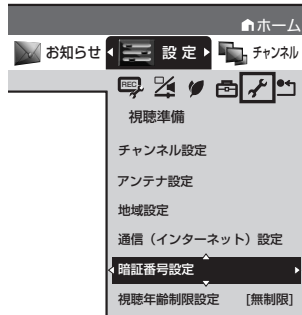 ホーム
お知らせ 設定 チャンネル
REC
視聴準備
チャンネル設定
アンテナ設定
地域設定
通信（インターネット）設定
暗証番号設定
視聴年齢制限設定 [無制限]